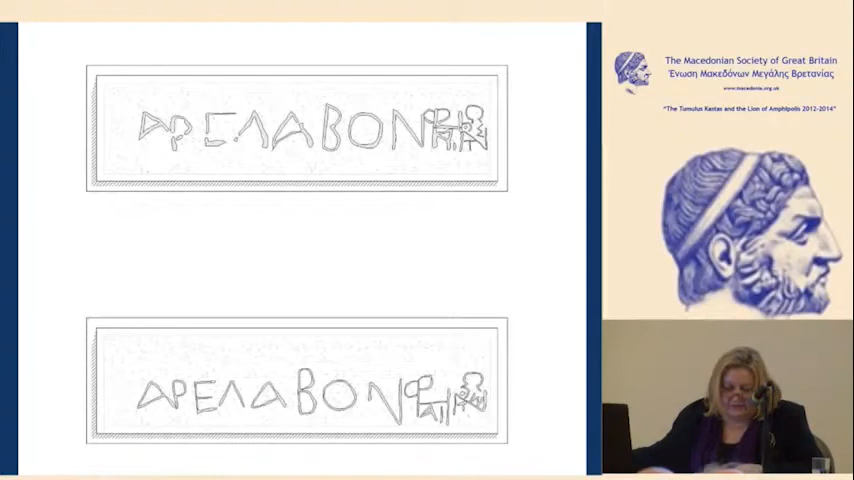 ΑΡΕΛΑΒΟΝ
ΑΡΕΛΑΒΟΝ
The Macedonian Society of Great Britain
Ένωση Μακεδόνων Μεγάλης Βρετανίας
www.macedonia.org.uk
"The Tumulus Kastas and the Lion of Amphipolis 2012-2014"